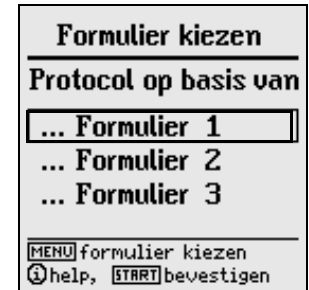 Formulier kiezen
Protocol op basis van
... Formulier 1
... Formulier 2
... Formulier 3
MENU formulier kiezen
ⓘ help, START bevestigen